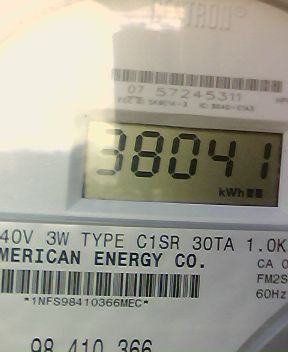 07 57245311
38041
kWh
40V 3W TYPE C1SR 30TA 1.0K
MERICAN ENERGY CO.
CA 0
FM2S
60Hz
*1NFS98410366MEC*
98 410 366